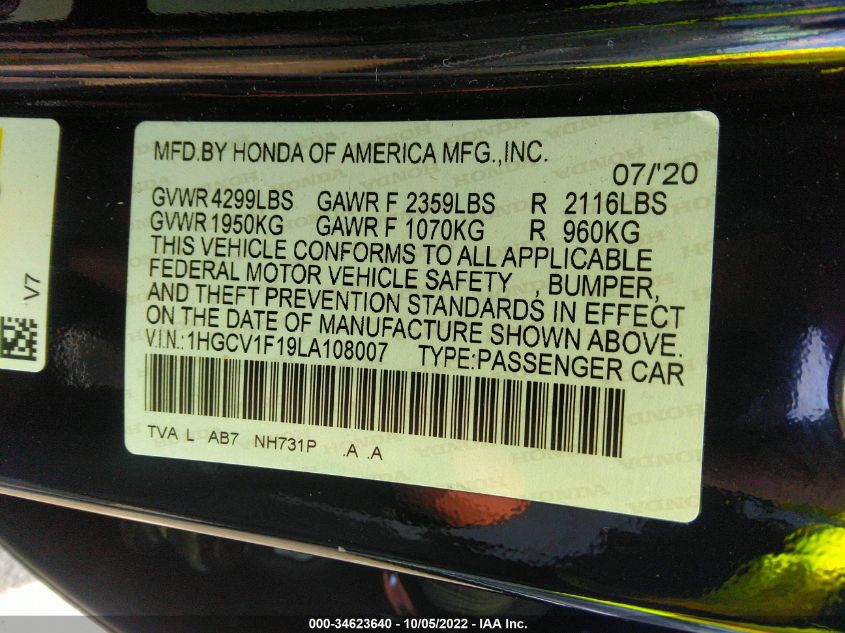 MFD.BY HONDA OF AMERICA MFG.,INC.
07/'20
GVWR 4299LBS GAWR F 2359LBS R 2116LBS
GVWR 1950KG GAWR F 1070KG R 960KG
THIS VEHICLE CONFORMS TO ALL APPLICABLE
FEDERAL MOTOR VEHICLE SAFETY , BUMPER,
AND THEFT PREVENTION STANDARDS IN EFFECT
ON THE DATE OF MANUFACTURE SHOWN ABOVE.
V.I.N.:1HGCV1F19LA108007 TYPE:PASSENGER CAR
TVA L AB7 NH731P .A .A
V7
000-34623640 - 10/05/2022 - IAA Inc.